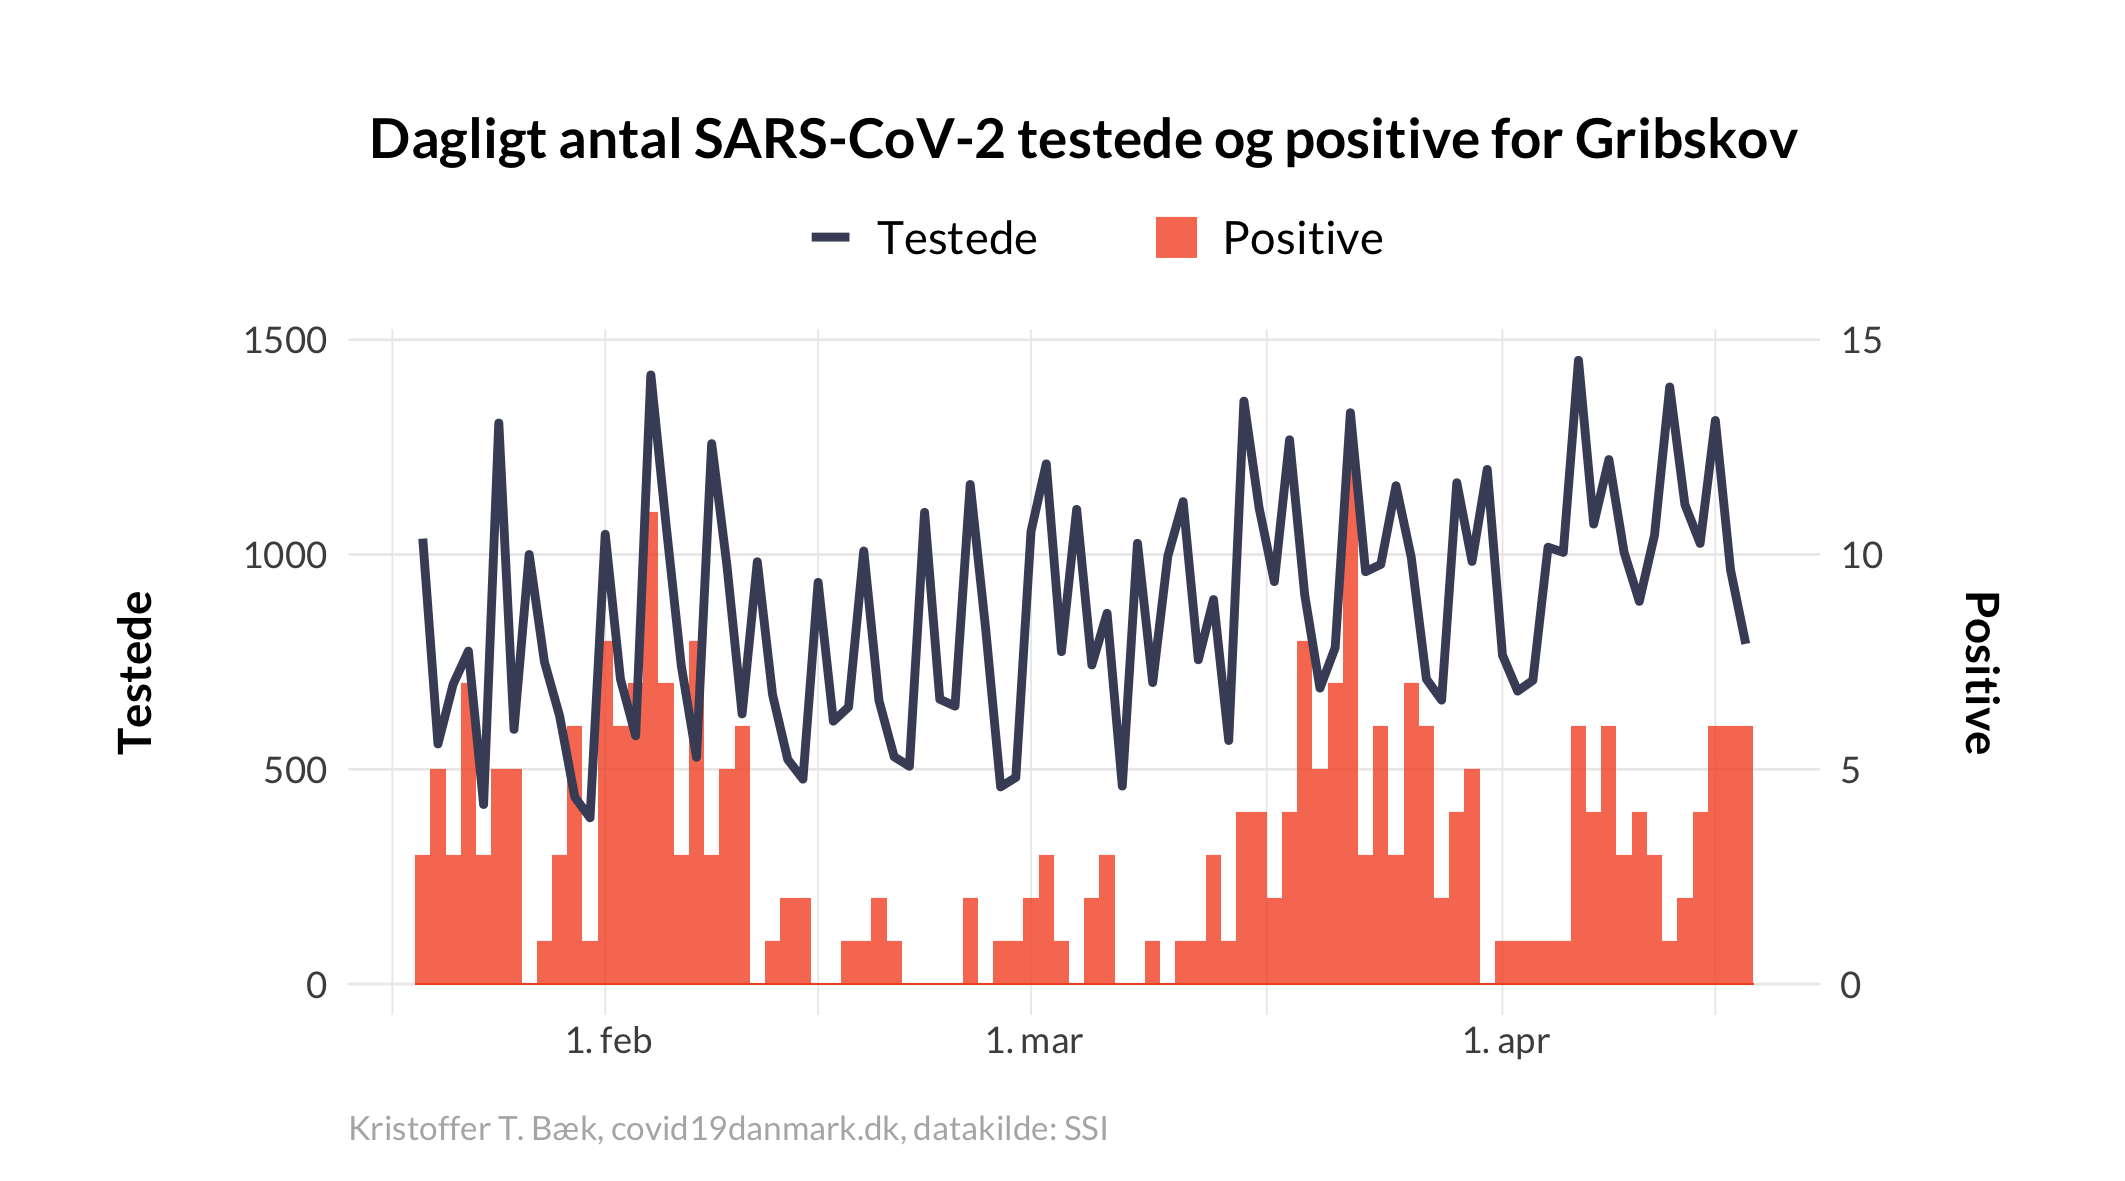 Dagligt antal SARS-CoV-2 testede og positive for Gribskov
Testede Positive
1500 15
1000 10
500 5
0 0
Testede
Positive
1. feb 1. mar 1. apr
Kristoffer T. Bæk, covid19danmark.dk, datakilde: SSI